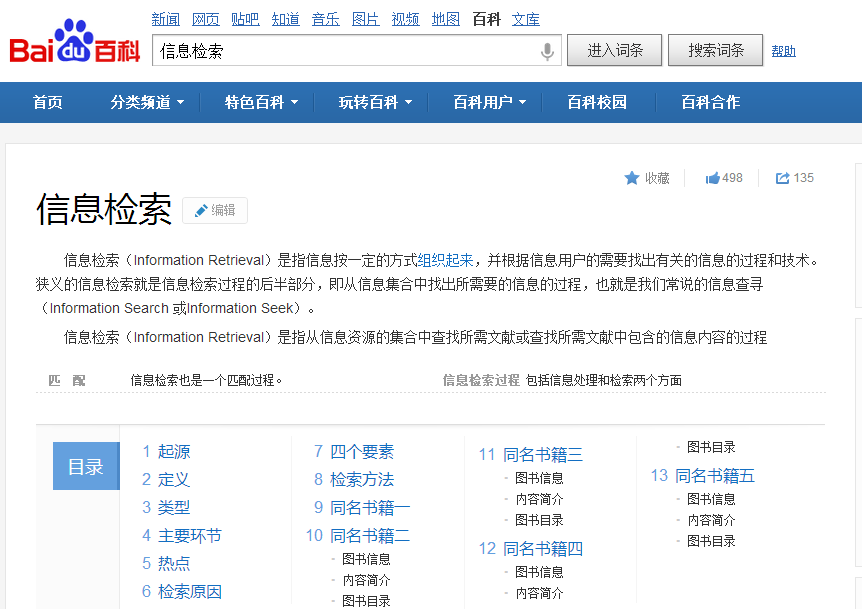 新闻 网页 贴吧 知道 音乐 图片 视频 地图 百科 文库
Bai du 百科
信息检索
进入词条 搜索词条 帮助
首页 分类频道 特色百科 玩转百科 百科用户 百科校园 百科合作
收藏 498 135
信息检索 编辑
信息检索（Information Retrieval）是指信息按一定的方式组织起来，并根据信息用户的需要找出有关的信息的过程和技术。
狭义的信息检索就是信息检索过程的后半部分，即从信息集合中找出所需要的信息的过程，也就是我们常说的信息查寻
（Information Search 或Information Seek）。
信息检索（Information Retrieval）是指从信息资源的集合中查找所需文献或查找所需文献中包含的信息内容的过程
匹 配 信息检索也是一个匹配过程。 信息检索过程 包括信息处理和检索两个方面
目录
1 起源
2 定义
3 类型
4 主要环节
5 热点
6 检索原因
7 四个要素
8 检索方法
9 同名书籍一
10 同名书籍二
- 图书信息
- 内容简介
- 图书目录
11 同名书籍三
- 图书信息
- 内容简介
- 图书目录
12 同名书籍四
- 图书信息
- 内容简介
- 图书目录
13 同名书籍五
- 图书信息
- 内容简介
- 图书目录